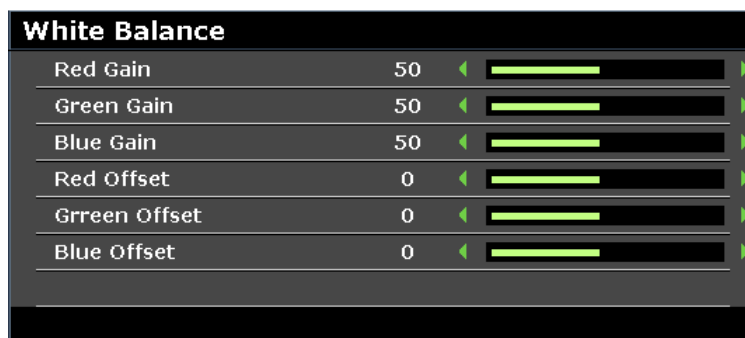 White Balance
Red Gain 50
Green Gain 50
Blue Gain 50
Red Offset 0
Grreen Offset 0
Blue Offset 0